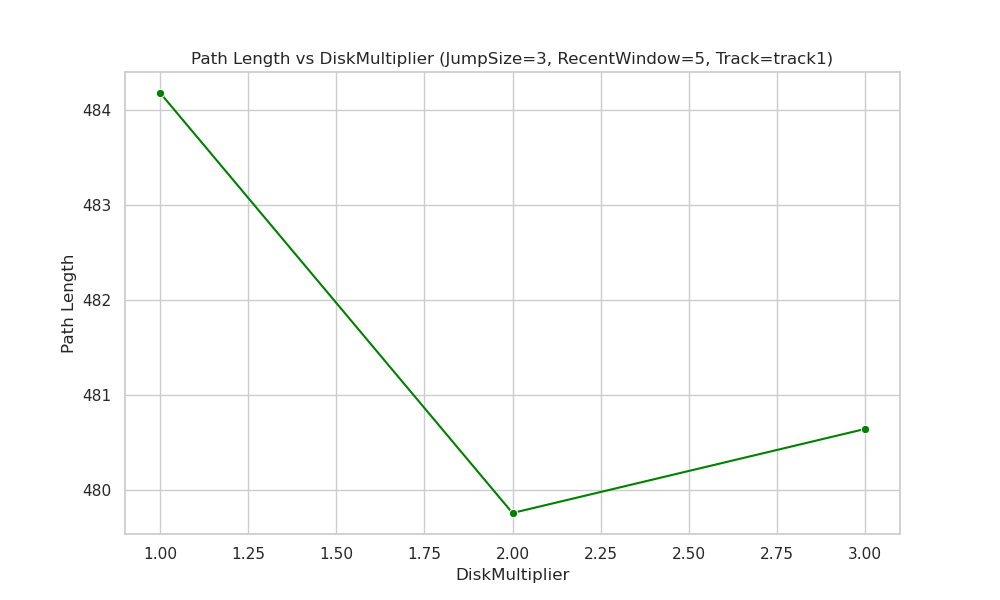 Path Length vs DiskMultiplier (JumpSize=3, RecentWindow=5, Track=track1)
484
483
482
481
480
Path Length
1.00 1.25 1.50 1.75 2.00 2.25 2.50 2.75 3.00
DiskMultiplier